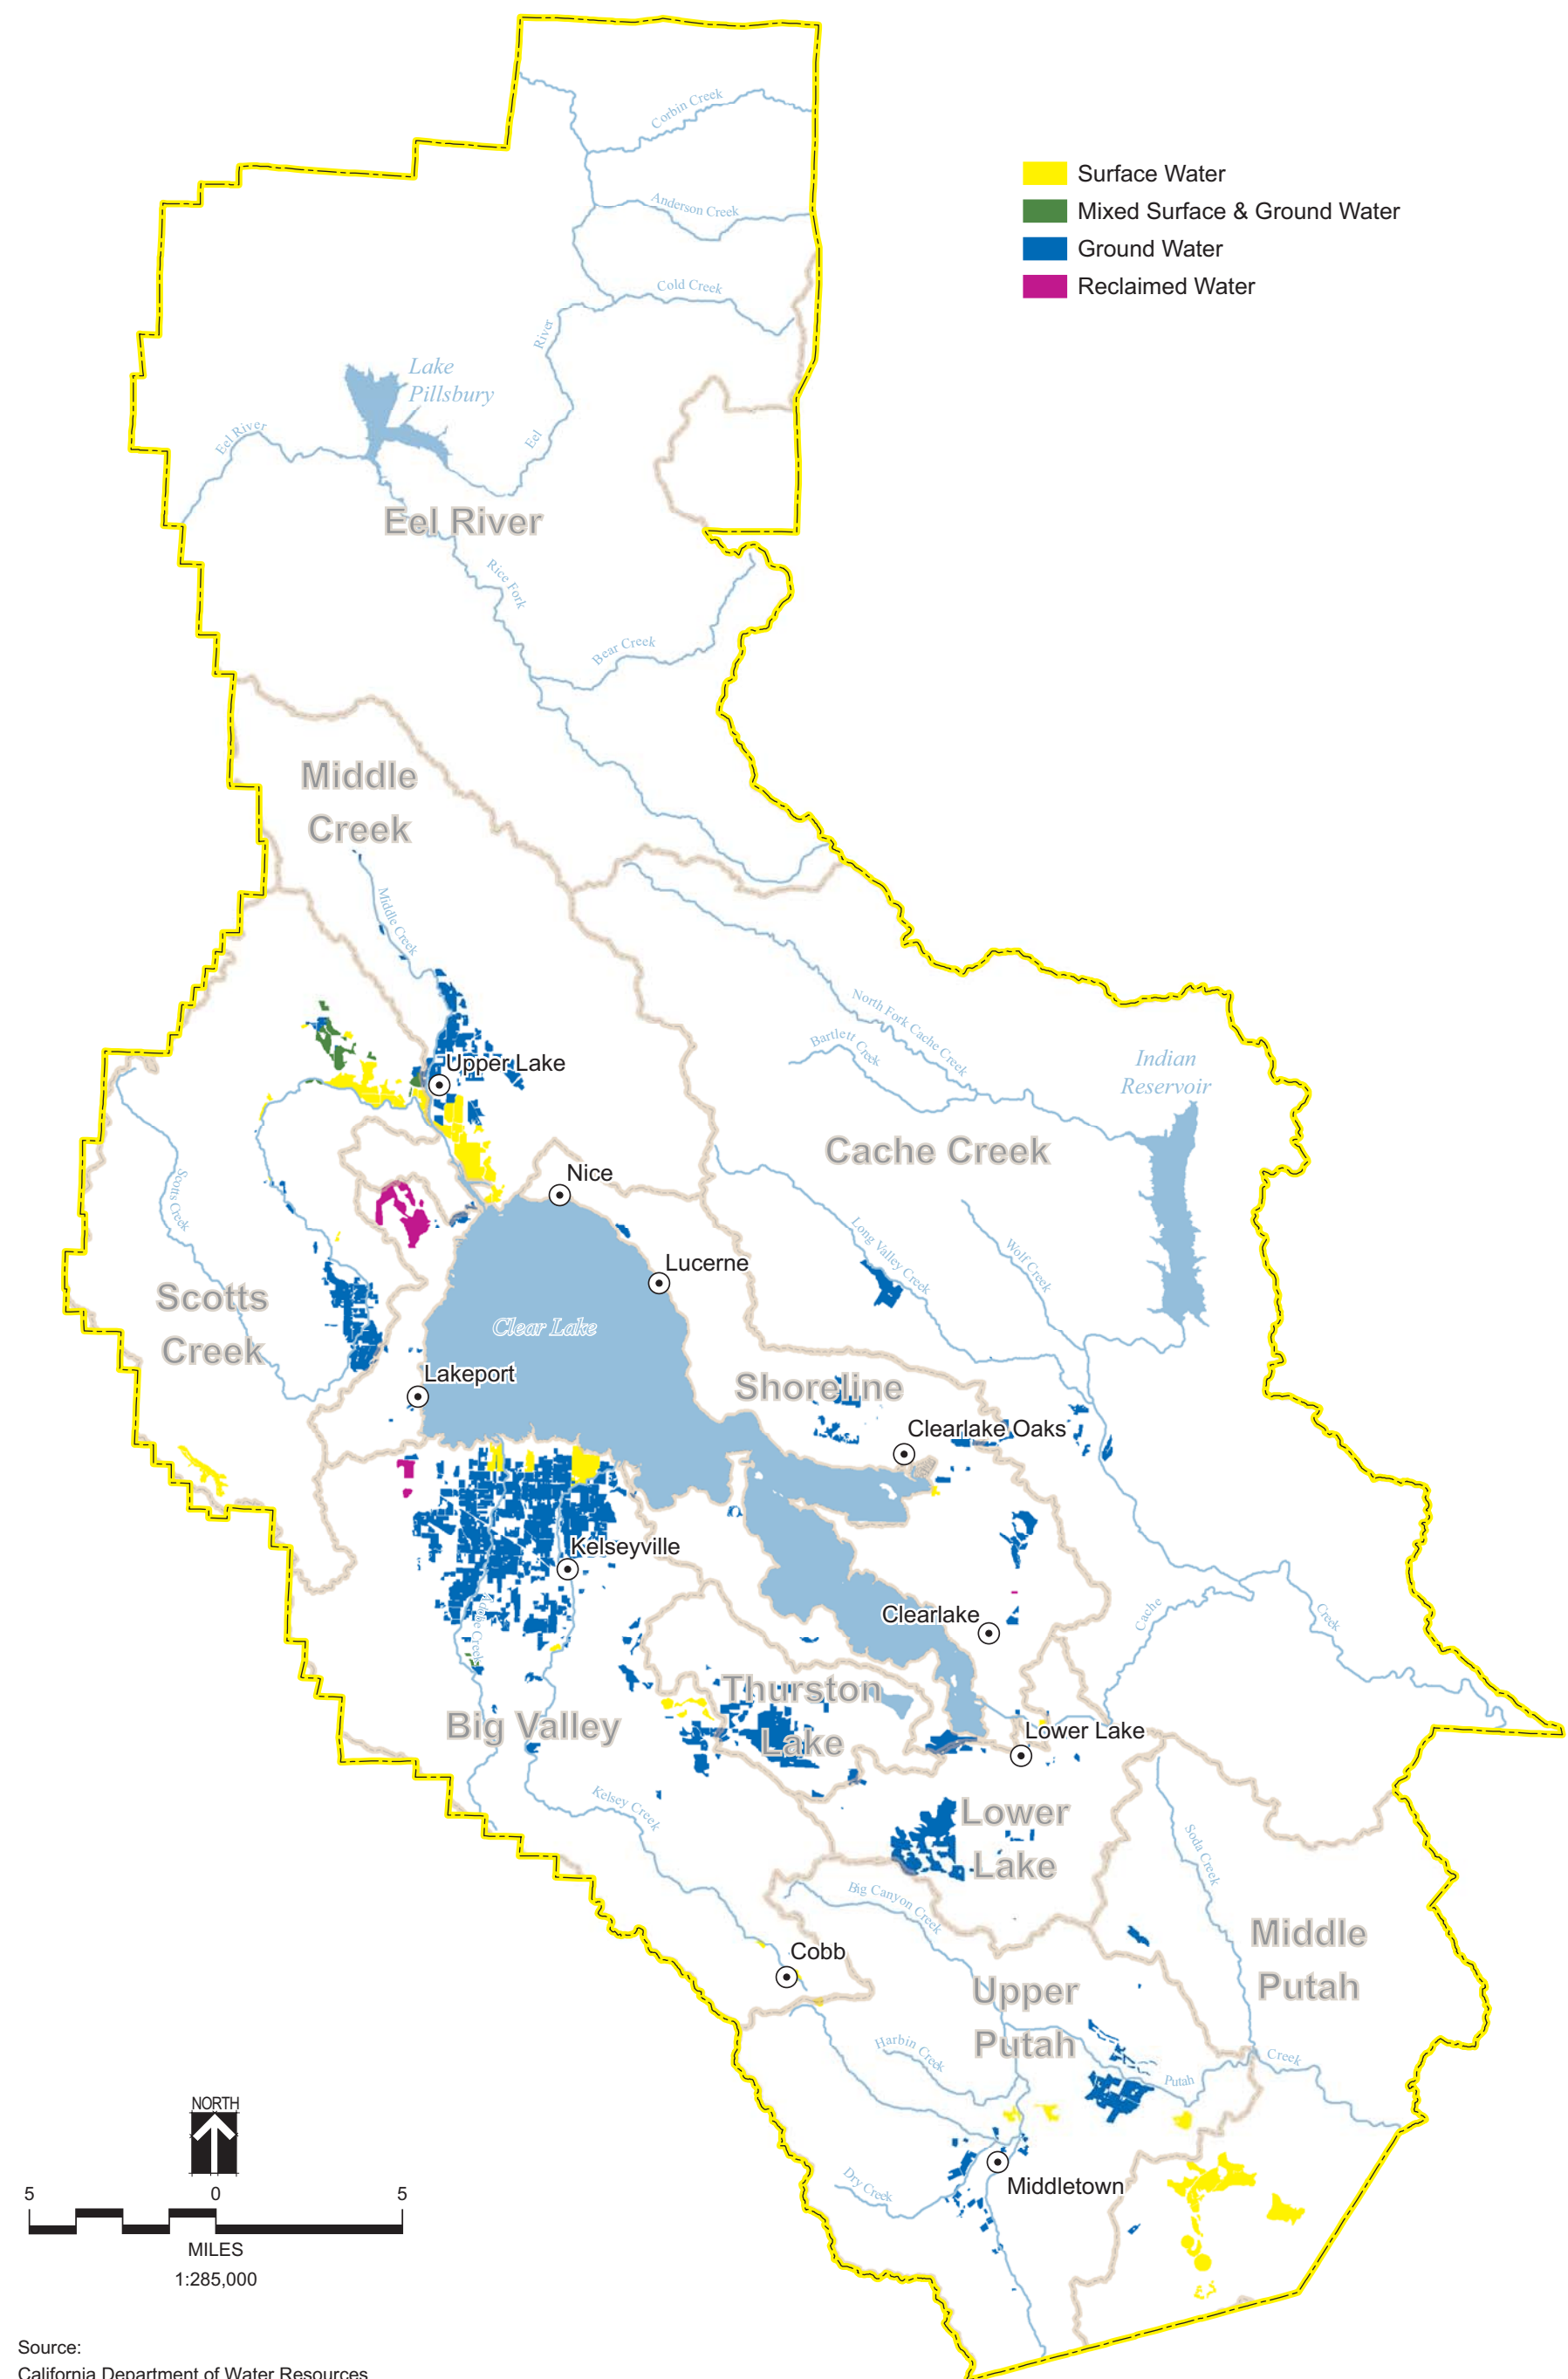 Corbin Creek
Surface Water
Mixed Surface & Ground Water
Anderson Creek
Ground Water
Cold Creek
Reclaimed Water
River
Lake
Pillsbury
Eel River
Eel
Eel River
Rice Fork
Bear Creek
Middle
Creek
Middle Creek
North Fork Cache Creek
Bartlett Creek
Indian
Reservoir
Upper Lake
Cache Creek
Nice
Scotts Creek
Long Valley Creek
Wolf Creek
Lucerne
Scotts
Creek
Clear Lake
Lakeport
Shoreline
Clearlake Oaks
Kelseyville
Adobe Creek
Clearlake
Cache
Creek
Thurston
Lake
Big Valley
Lower Lake
Kelsey Creek
Lower
Lake
Soda Creek
Big Canyon Creek
Cobb
Middle
Putah
Upper
Putah
Harbin Creek
Putah
Creek
Dry Creek
Middletown
NORTH
5 0 5
MILES
1:285,000
Source:
California Department of Water Resources